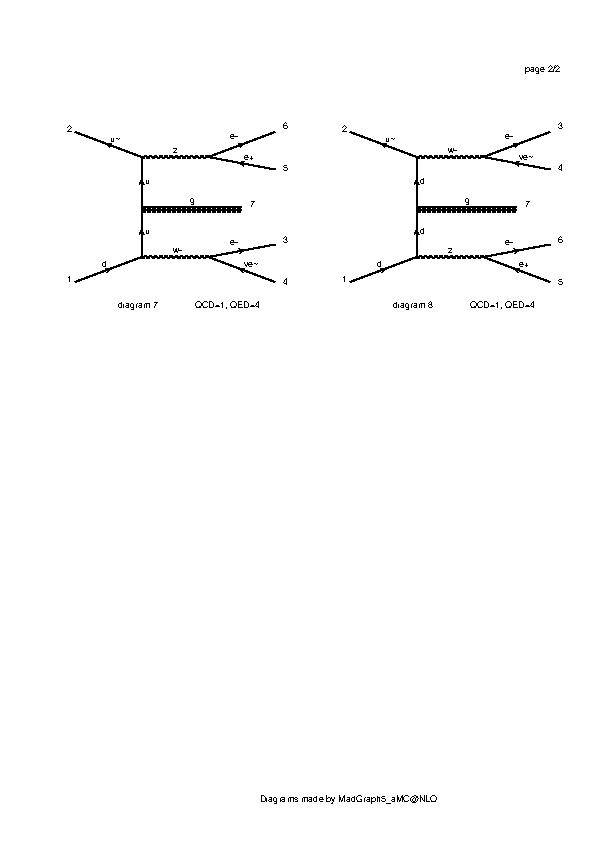 page 2/2
2 u~ z e- 6
e+ 5
u
g 7
u
w- e- 3
1 d ve~ 4
diagram 7 QCD=1, QED=4
2 u~ w- e- 3
ve~ 4
d
g 7
d
z e- 6
1 d e+ 5
diagram 8 QCD=1, QED=4
Diagrams made by MadGraph5_aMC@NLO